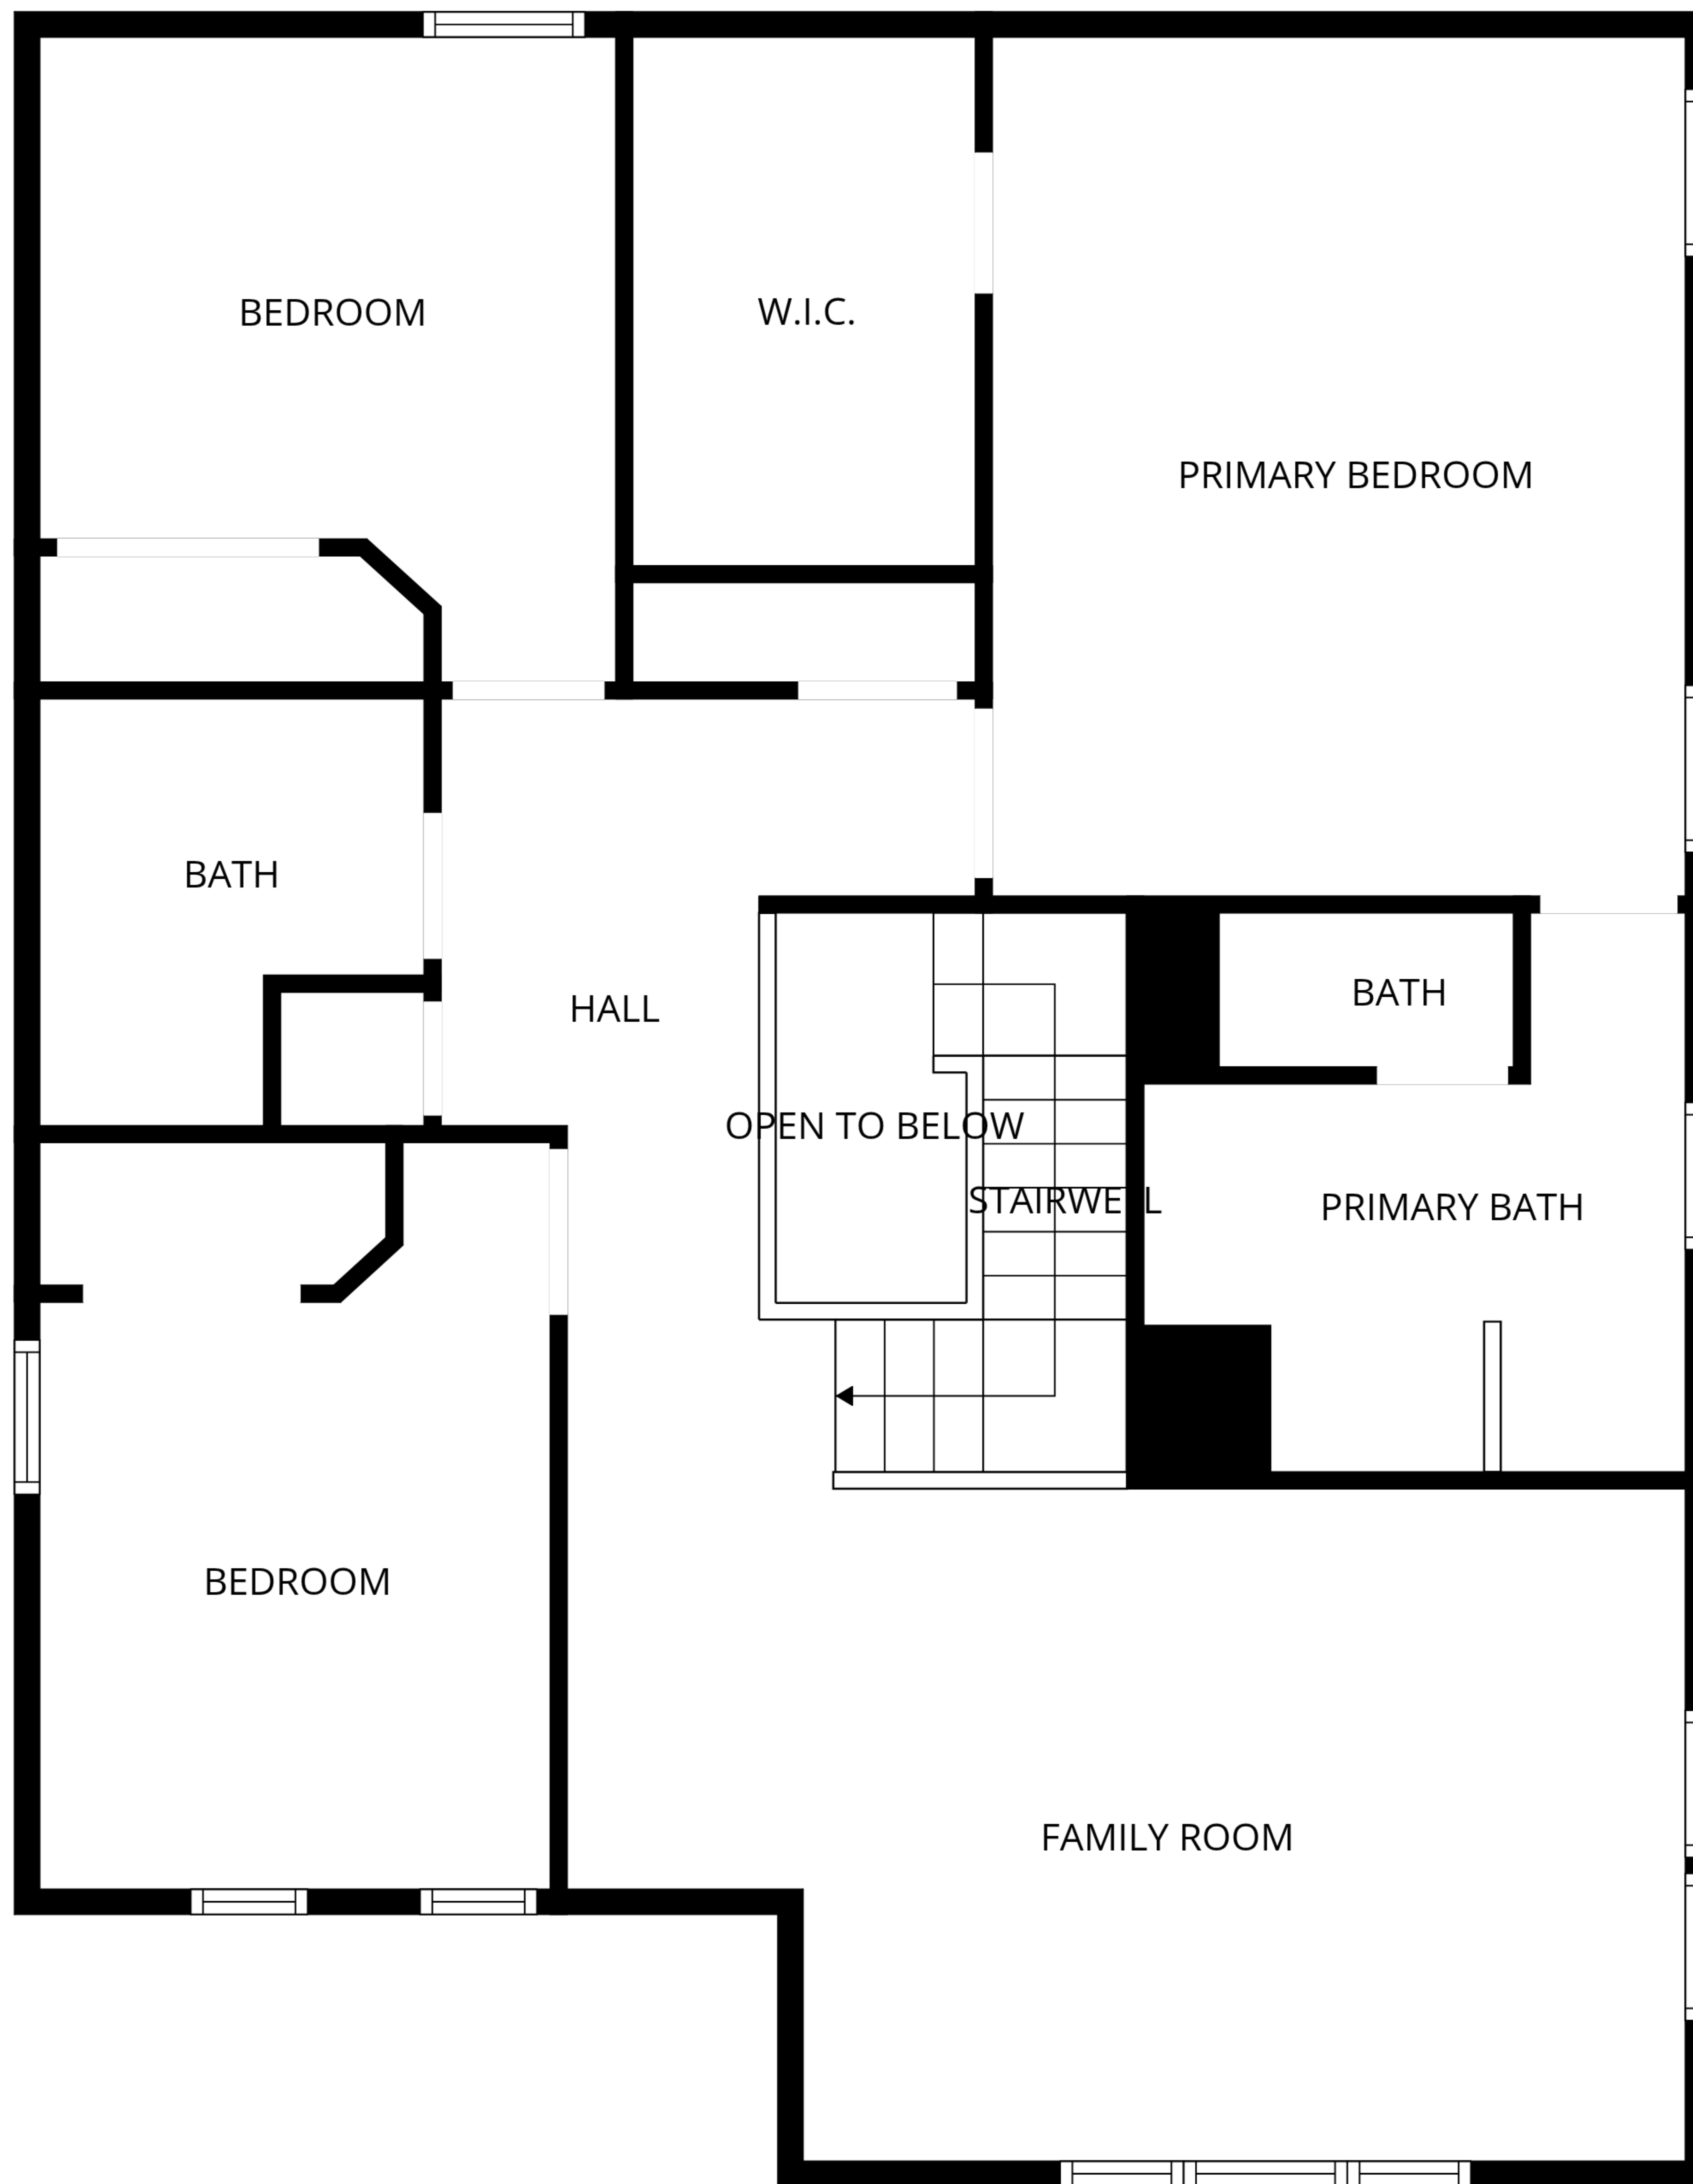 BEDROOM
W.I.C.
PRIMARY BEDROOM
BATH
HALL
BATH
OPEN TO BELOW
STAIRWELL
PRIMARY BATH
BEDROOM
FAMILY ROOM